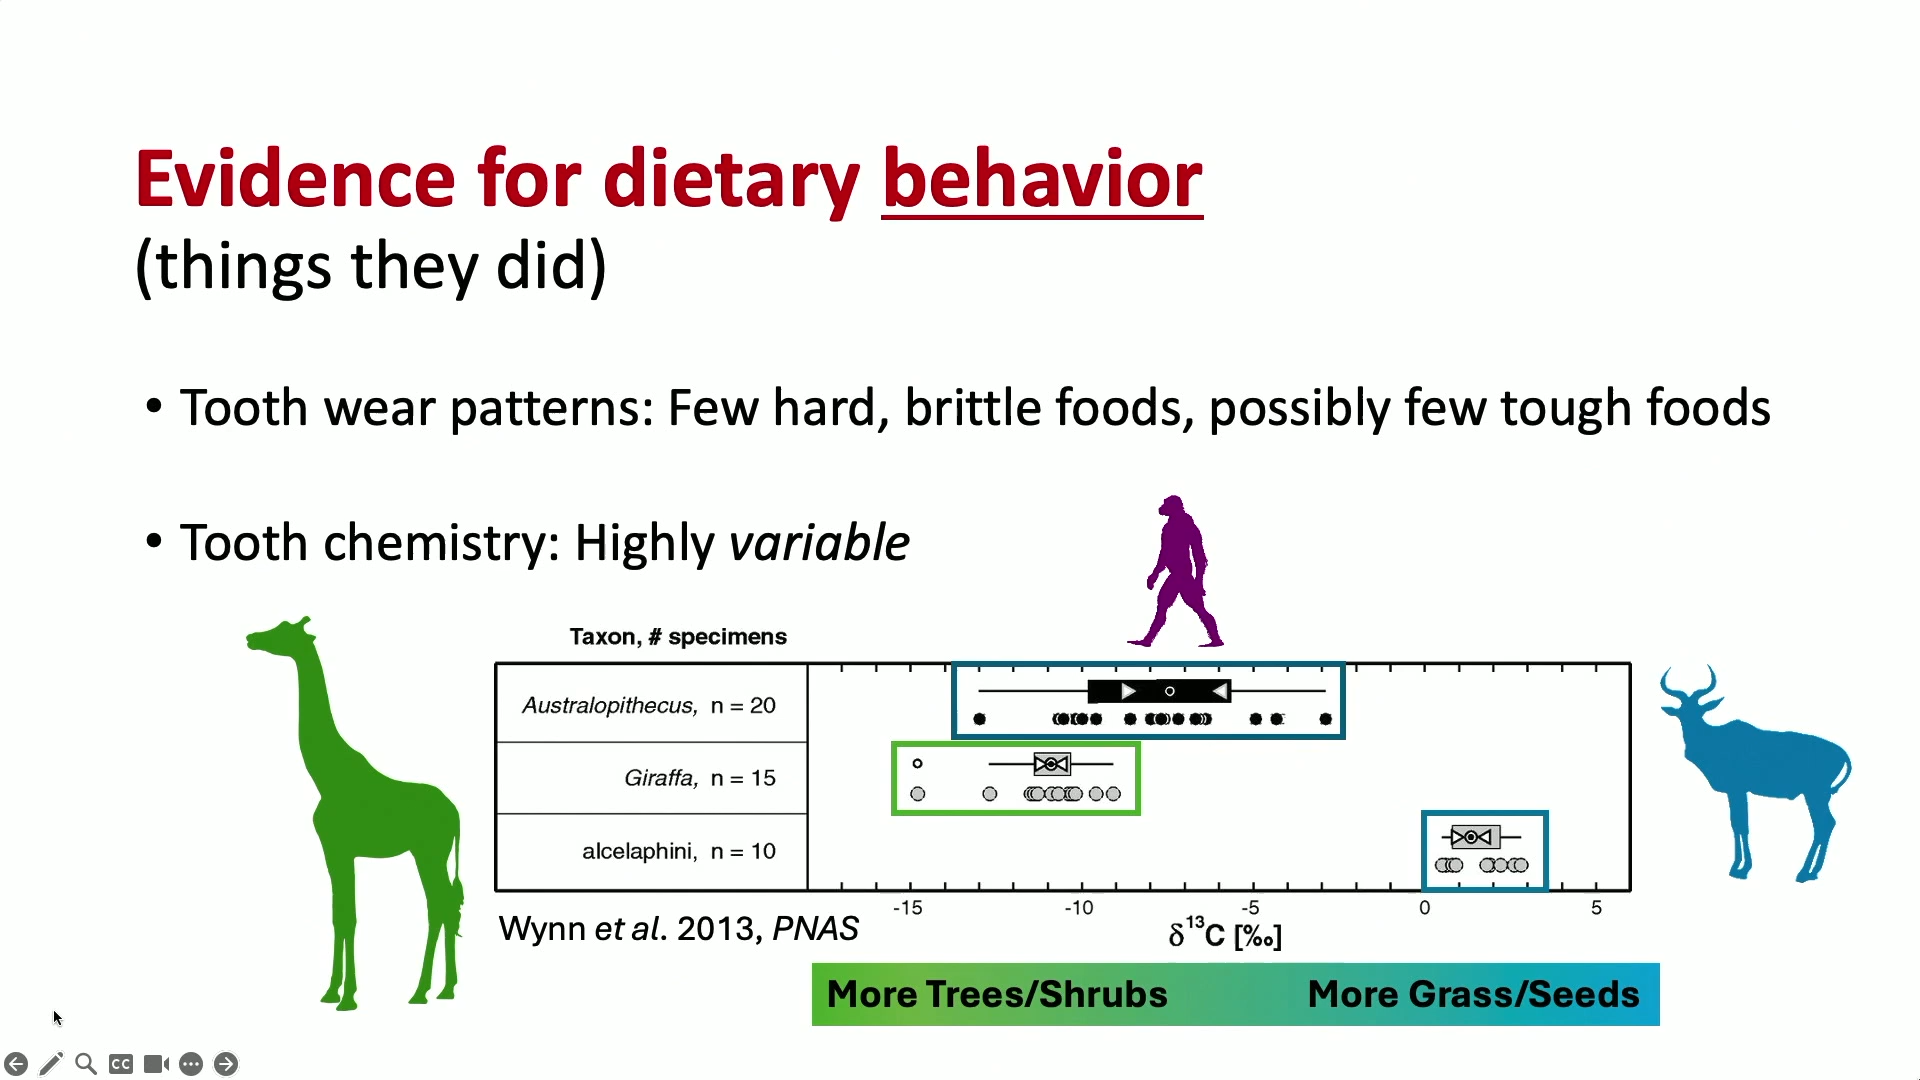 Evidence for dietary behavior
(things they did)
• Tooth wear patterns: Few hard, brittle foods, possibly few tough foods
• Tooth chemistry: Highly variable
Taxon, # specimens
Australopithecus, n = 20
Giraffa, n = 15
alcelaphini, n = 10
-15 -10 -5 0 5
Wynn et al. 2013, PNAS
δ¹³C [‰]
More Trees/Shrubs More Grass/Seeds
CC